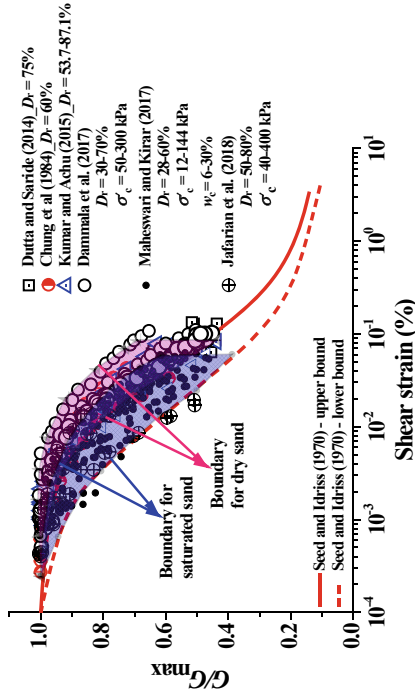 Dutta and Saride (2014)_Dr = 75%
Chung et al (1984)_Dr = 60%
Kumar and Achu (2015)_Dr = 53.7-87.1%
Dammala et al. (2017)
Dr = 30-70%
σ'c = 50-300 kPa
Maheswari and Kirar (2017)
Dr = 28-60%
σ'c = 12-144 kPa
wc = 6-30%
Jafarian et al. (2018)
Dr = 50-80%
σ'c = 40-400 kPa
G/Gmax
1.0
0.8
0.6
0.4
0.2
0.0
Boundary for
saturated sand
Boundary
for dry sand
Seed and Idriss (1970) - upper bound
Seed and Idriss (1970) - lower bound
10-4
10-3
10-2
10-1
100
101
Shear strain (%)